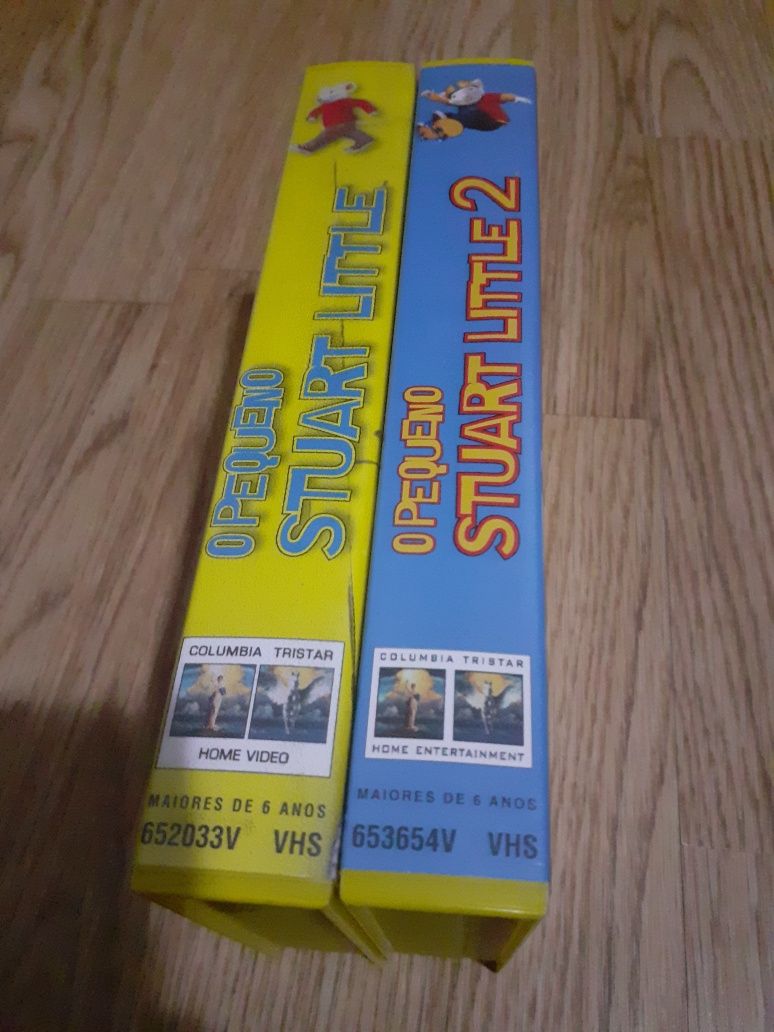 O PEQUENO
STUART LITTLE
COLUMBIA TRISTAR
HOME VIDEO
MAIORES DE 6 ANOS
652033V VHS
O PEQUENO
STUART LITTLE 2
COLUMBIA TRISTAR
HOME ENTERTAINMENT
MAIORES DE 6 ANOS
653654V VHS